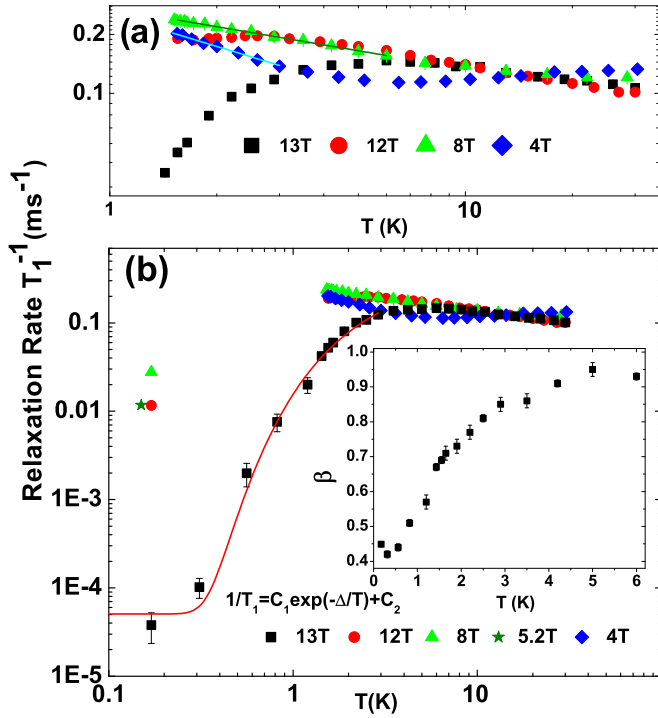 (a)
0.2
0.1
13T 12T 8T 4T
1 10
T (K)
Relaxation Rate T₁⁻¹ (ms⁻¹)
(b)
0.1
0.01
1E-3
1E-4
1E-5
1.0
0.9
0.8
0.7
0.6
0.5
0.4
β
0 1 2 3 4 5 6
T (K)
1/T₁=C₁exp(-Δ/T)+C₂
13T 12T 8T 5.2T 4T
0.1 1 10
T(K)